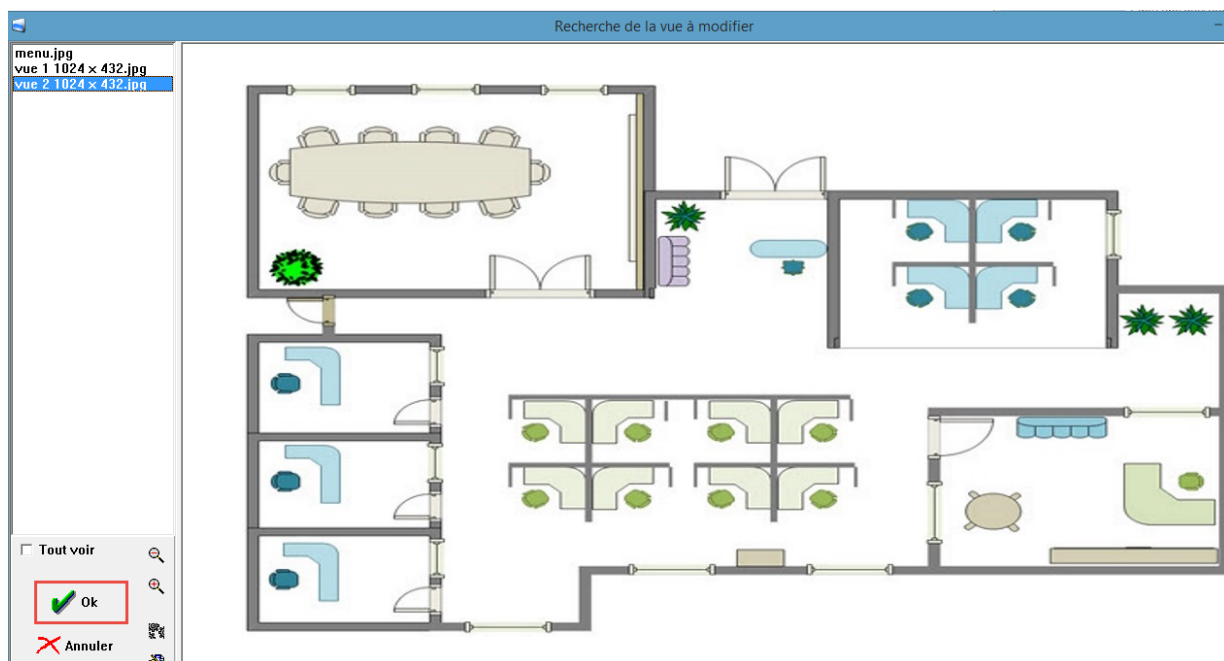 Recherche de la vue à modifier
menu.jpg
vue 1 1024 x 432.jpg
vue 2 1024 x 432.jpg
Tout voir
Ok
Annuler